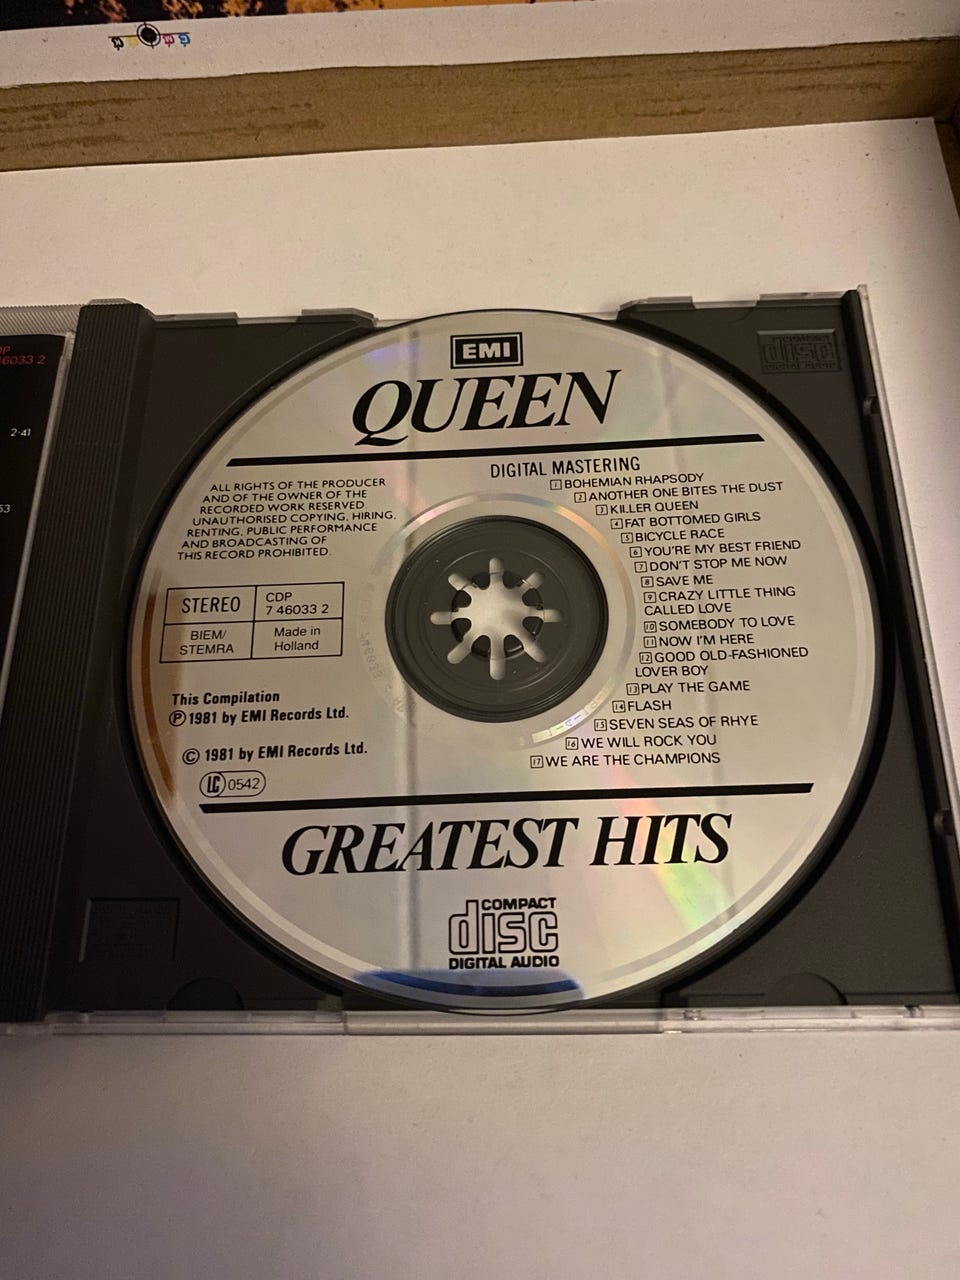 6033 2
2·41
53
EMI
QUEEN
DIGITAL MASTERING
ALL RIGHTS OF THE PRODUCER
AND OF THE OWNER OF THE
RECORDED WORK RESERVED
UNAUTHORISED COPYING, HIRING,
RENTING, PUBLIC PERFORMANCE
AND BROADCASTING OF
THIS RECORD PROHIBITED.
STEREO
CDP
7 46033 2
BIEM/
STEMRA
Made in
Holland
This Compilation
Ⓟ 1981 by EMI Records Ltd.
© 1981 by EMI Records Ltd.
LC 0542
1 BOHEMIAN RHAPSODY
2 ANOTHER ONE BITES THE DUST
3 KILLER QUEEN
4 FAT BOTTOMED GIRLS
5 BICYCLE RACE
6 YOU'RE MY BEST FRIEND
7 DON'T STOP ME NOW
8 SAVE ME
9 CRAZY LITTLE THING
CALLED LOVE
10 SOMEBODY TO LOVE
11 NOW I'M HERE
12 GOOD OLD-FASHIONED
LOVER BOY
13 PLAY THE GAME
14 FLASH
15 SEVEN SEAS OF RHYE
16 WE WILL ROCK YOU
17 WE ARE THE CHAMPIONS
GREATEST HITS
COMPACT
disc
DIGITAL AUDIO
COMPACT
disc
DIGITAL AUDIO